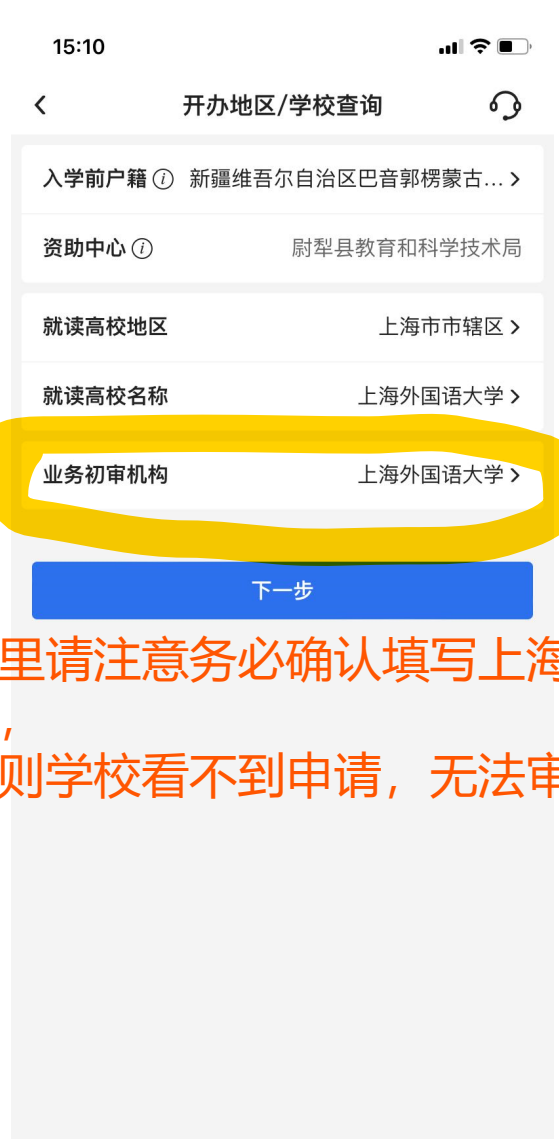 15:10
开办地区/学校查询
入学前户籍 新疆维吾尔自治区巴音郭楞蒙古...
资助中心 尉犁县教育和科学技术局
就读高校地区 上海市市辖区
就读高校名称 上海外国语大学
业务初审机构 上海外国语大学
下一步
里请注意务必确认填写上海
，
则学校看不到申请，无法审